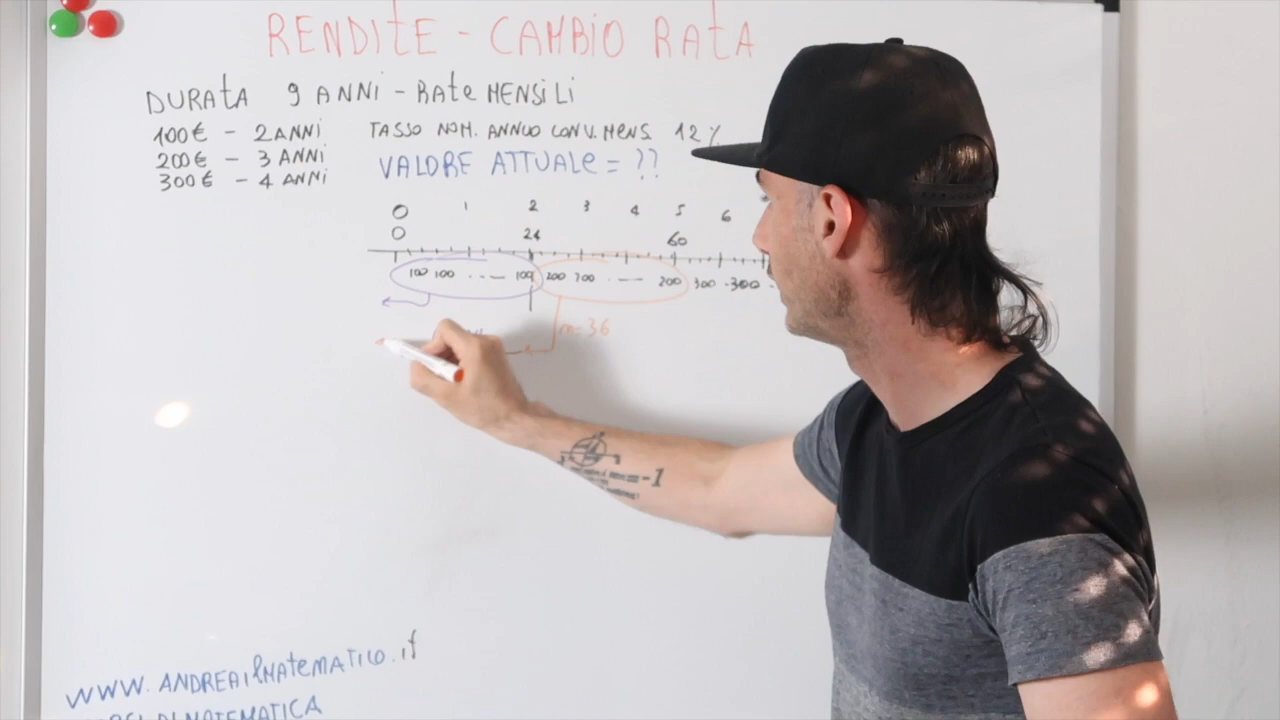 RENDITE - CAMBIO RATA
DURATA 9 ANNI - RATE MENSILI
100€ - 2 ANNI TASSO NOM. ANNUO CONV. MENS. 12%
200€ - 3 ANNI VALORE ATTUALE = ??
300€ - 4 ANNI
0 1 2 3 4 5 6
0 24 60
100 100 ..-- 100 200 200 .-- 200 300 -300-
n=36
WWW.ANDREAILMATEMATICO.it
DI MATEMATICA